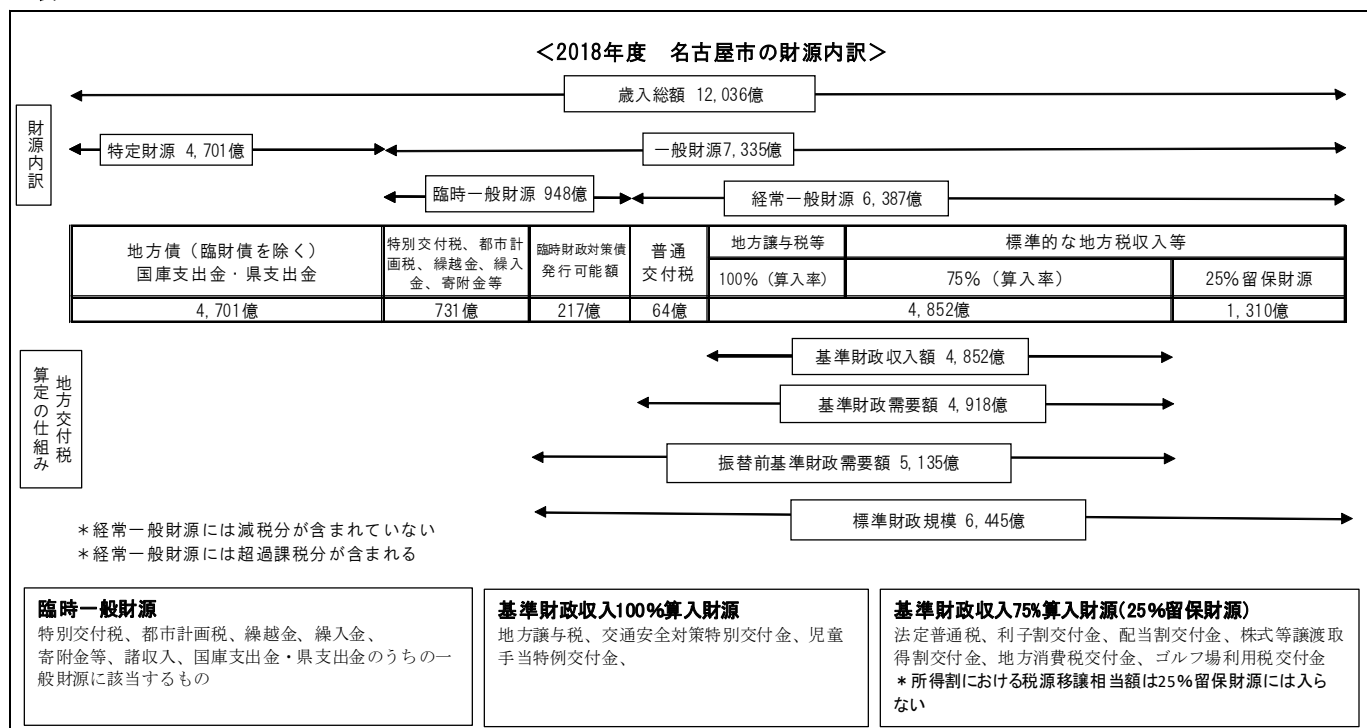 ＜2018年度　名古屋市の財源内訳＞
歳入総額 12,036億
財源内訳
特定財源 4,701億
一般財源7,335億
臨時一般財源 948億
経常一般財源 6,387億
地方債（臨財債を除く）
国庫支出金・県支出金
特別交付税、都市計
画税、繰越金、繰入
金、寄附金等
臨時財政対策債
発行可能額
普通
交付税
地方譲与税等
標準的な地方税収入等
100％（算入率）
75％（算入率）
25％留保財源
4,701億
731億
217億
64億
4,852億
1,310億
地方交付税
算定の仕組み
基準財政収入額 4,852億
基準財政需要額 4,918億
振替前基準財政需要額 5,135億
標準財政規模 6,445億
＊経常一般財源には減税分が含まれていない
＊経常一般財源には超過課税分が含まれる
臨時一般財源
特別交付税、都市計画税、繰越金、繰入金、
寄附金等、諸収入、国庫支出金・県支出金のうちの一
般財源に該当するもの
基準財政収入100％算入財源
地方譲与税、交通安全対策特別交付金、児童
手当特例交付金、
基準財政収入75％算入財源(25％留保財源)
法定普通税、利子割交付金、配当割交付金、株式等譲渡取
得割交付金、地方消費税交付金、ゴルフ場利用税交付金
＊所得割における税源移譲相当額は25％留保財源には入ら
ない